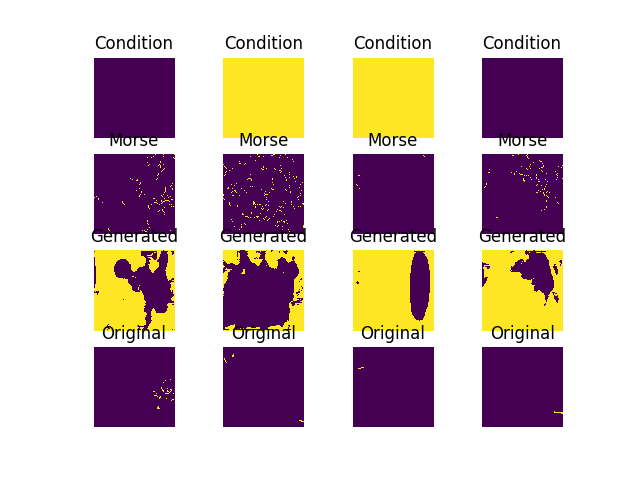 Condition Condition Condition Condition
Morse Morse Morse Morse
Generated Generated Generated Generated
Original Original Original Original